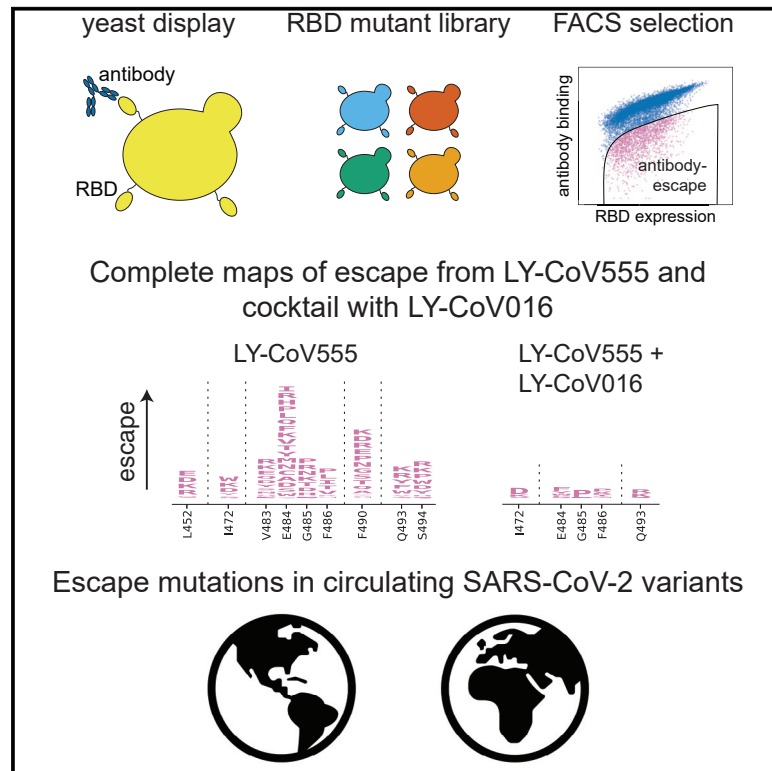 yeast display
RBD mutant library
FACS selection
antibody
RBD
antibody binding
antibody-
escape
RBD expression
Complete maps of escape from LY-CoV555 and
cocktail with LY-CoV016
LY-CoV555
LY-CoV555 +
LY-CoV016
escape
L452
I472
V483
E484
G485
F486
F490
Q493
S494
I472
E484
G485
F486
Q493
Escape mutations in circulating SARS-CoV-2 variants